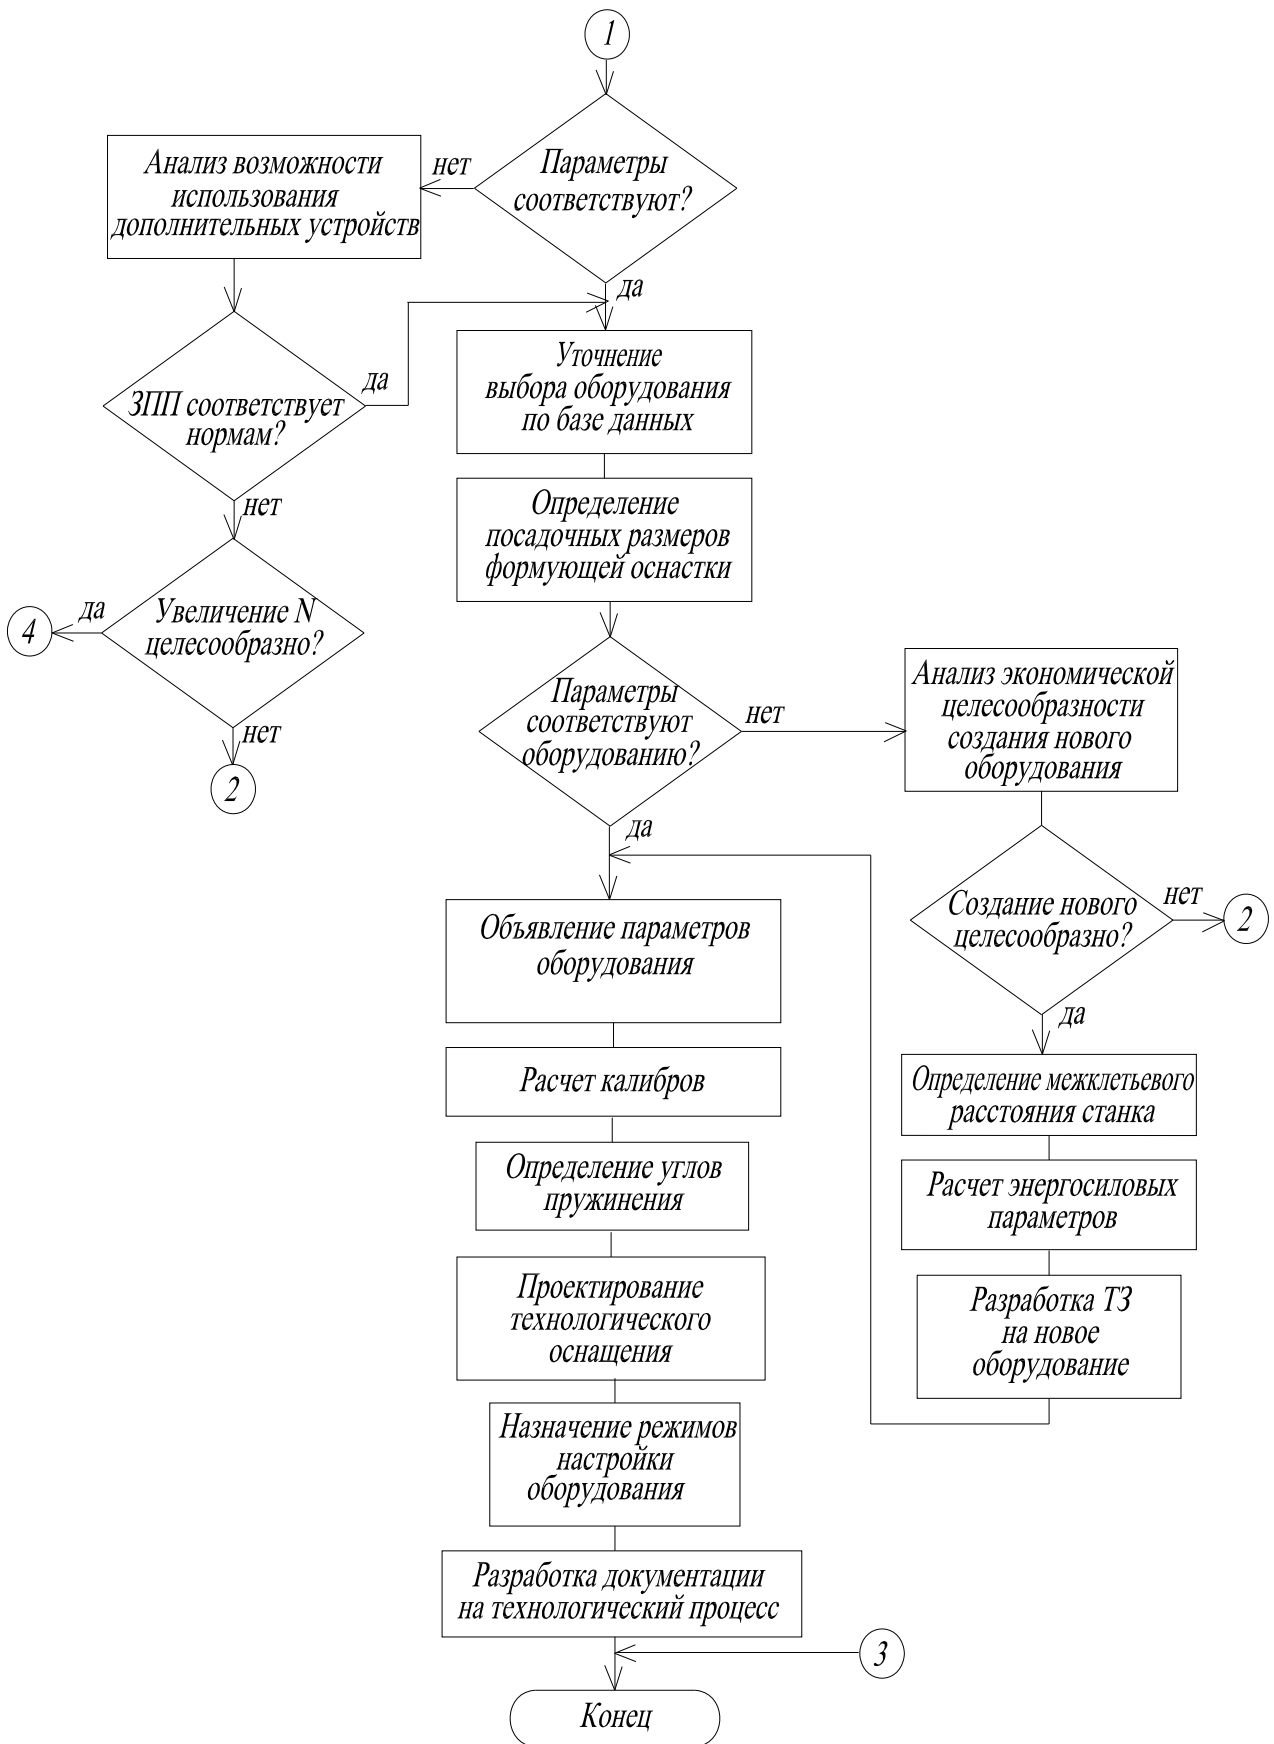 1
Параметры
соответствуют?
нет
Анализ возможности
использования
дополнительных устройств
да
ЗПП соответствует
нормам?
да
нет
Увеличение N
целесообразно?
да
4
нет
2
Уточнение
выбора оборудования
по базе данных
Определение
посадочных размеров
формующей оснастки
Параметры
соответствуют
оборудованию?
нет
Анализ экономической
целесообразности
создания нового
оборудования
Создание нового
целесообразно?
нет
2
да
Определение межклетьевого
расстояния станка
Расчет энергосиловых
параметров
Разработка ТЗ
на новое
оборудование
да
Объявление параметров
оборудования
Расчет калибров
Определение углов
пружинения
Проектирование
технологического
оснащения
Назначение режимов
настройки
оборудования
Разработка документации
на технологический процесс
3
Конец